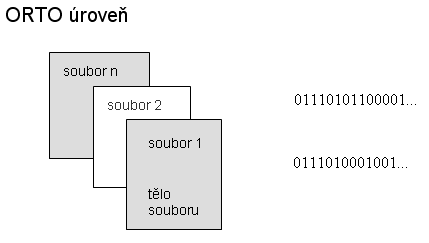 ORTO úroveň
soubor n
soubor 2
soubor 1
tělo
souboru
01110101100001...
0111010001001...